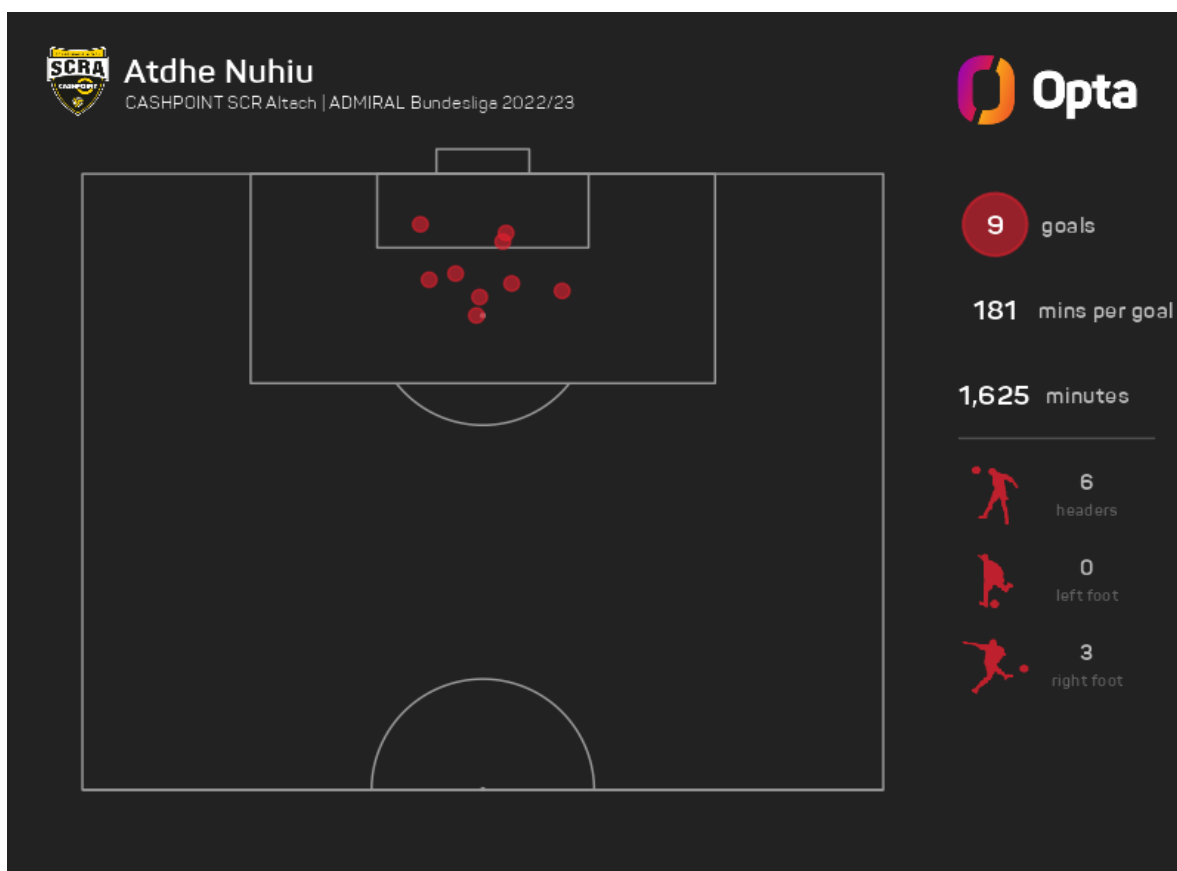 SCRA
CASHPOINT
Atdhe Nuhiu
CASHPOINT SCR Altach | ADMIRAL Bundesliga 2022/23
Opta
9 goals
181 mins per goal
1,625 minutes
6
headers
0
left foot
3
right foot